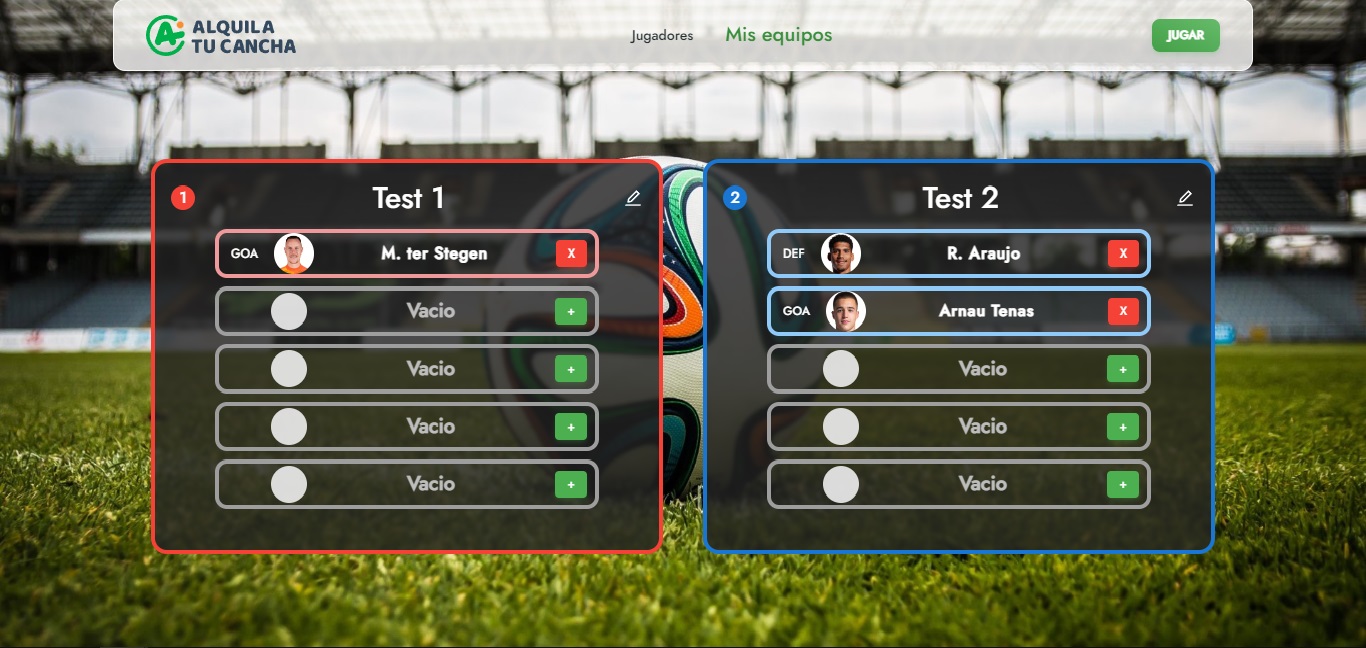 ALQUILA
TU CANCHA
Jugadores
Mis equipos
JUGAR
1
Test 1
GOA
M. ter Stegen
X
Vacio
+
Vacio
+
Vacio
+
Vacio
+
2
Test 2
DEF
R. Araujo
X
GOA
Arnau Tenas
X
Vacio
+
Vacio
+
Vacio
+